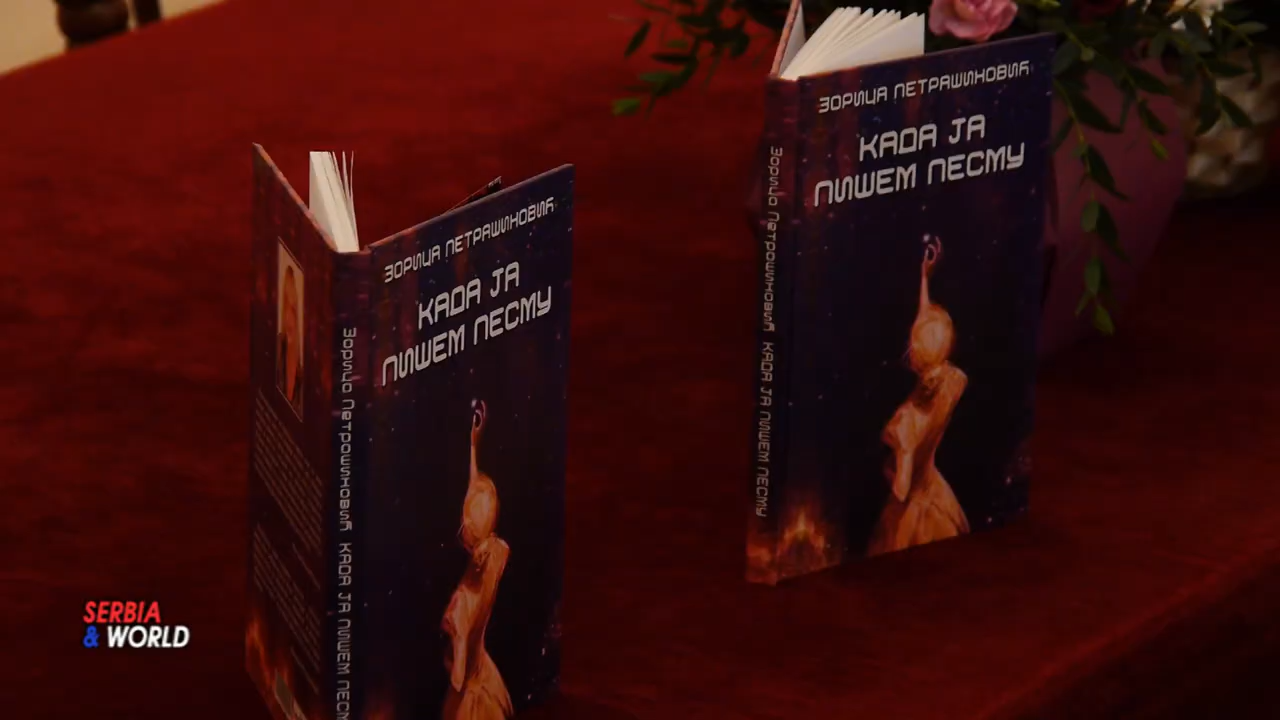 ЗОРИЦА ПЕТРАШИНОВИЋ
КАДА ЈА
ПИШЕМ ПЕСМУ
Зорица Петрашиновић КАДА ЈА ПИШЕМ ПЕСМУ
ЗОРИЦА ПЕТРАШИНОВИЋ
КАДА ЈА
ПИШЕМ ПЕСМУ
Зорица Петрашиновић КАДА ЈА ПИШЕМ ПЕСМ
SERBIA
& WORLD